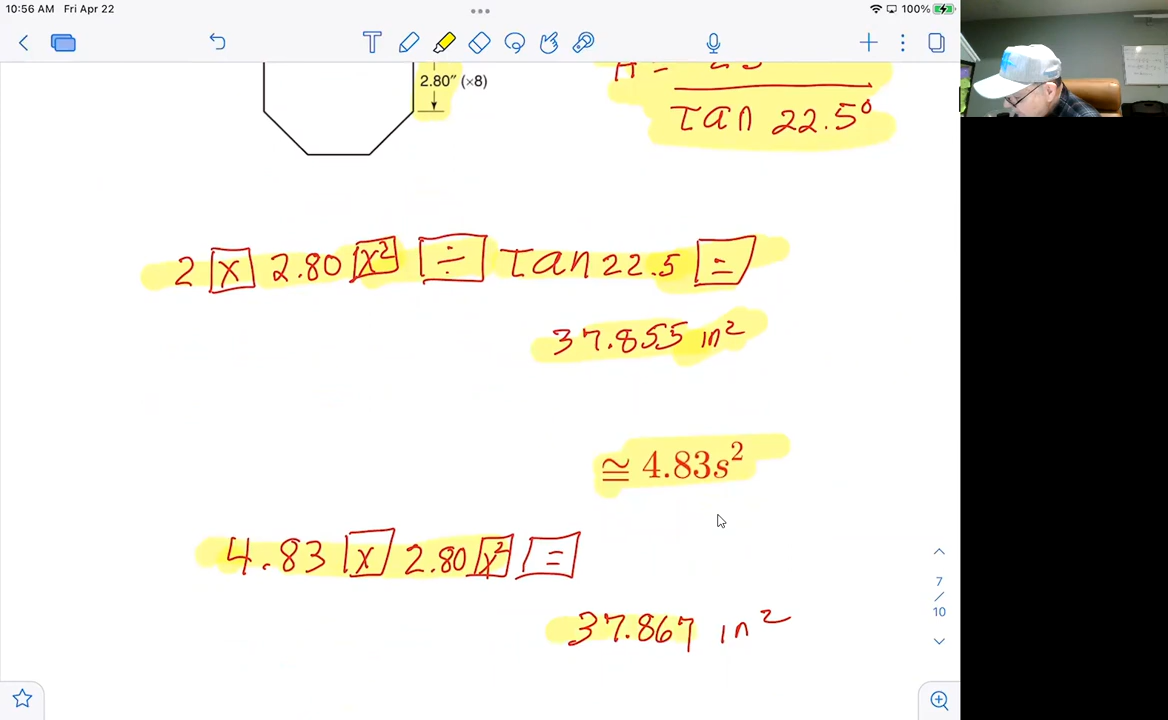 10:56 AM Fri Apr 22
100%
2.80" (×8)
Tan 22.5°
2 x 2.80 x² ÷ Tan 22.5 =
37.855 in²
≅ 4.83s²
4.83 x 2.80 x² =
37.867 in²
7
/
10